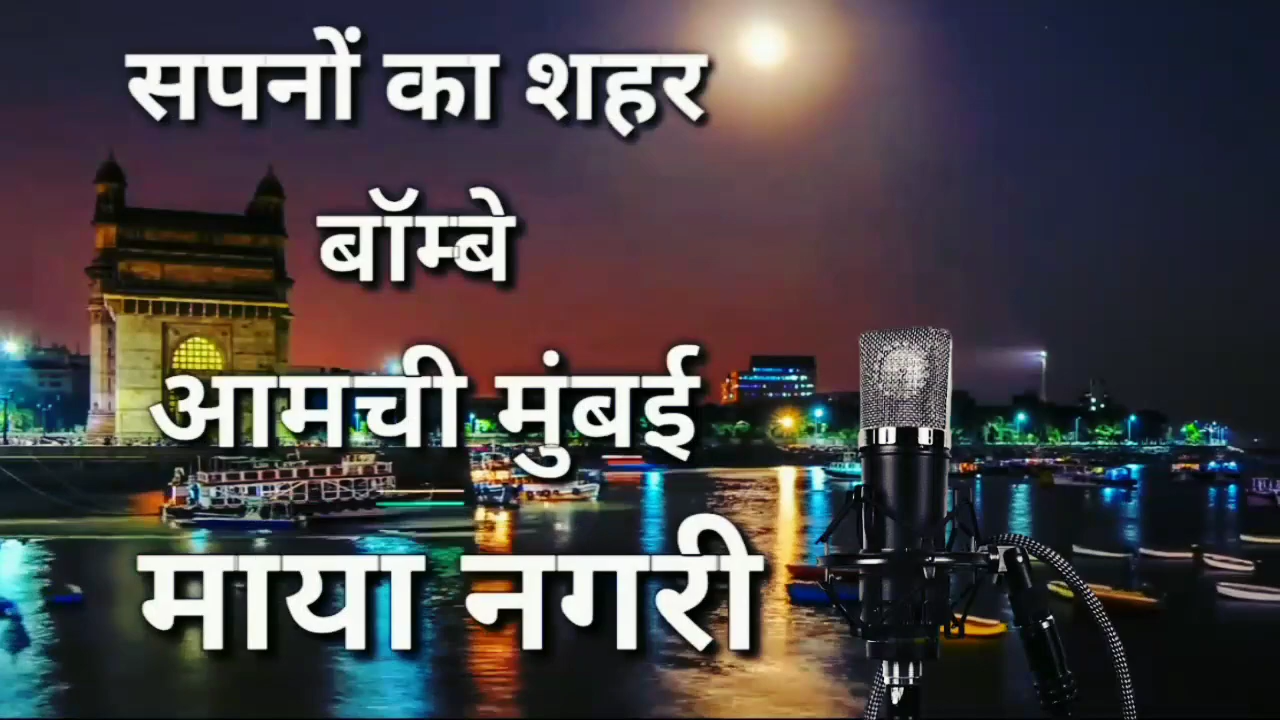 सपनों का शहर
बॉम्बे
आमची मुंबई
माया नगरी